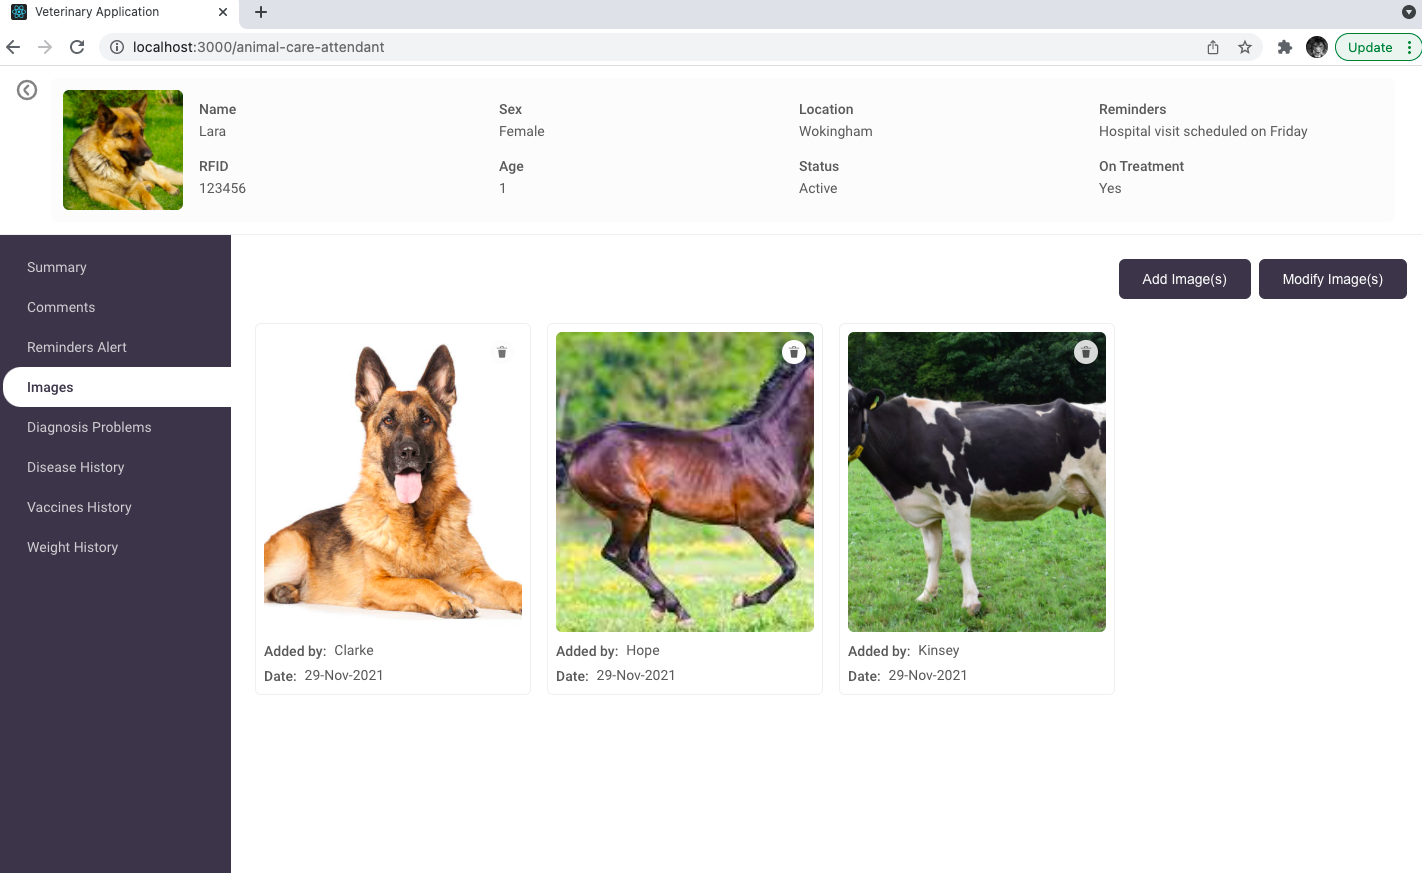 Veterinary Application
localhost:3000/animal-care-attendant
Update
Name
Lara
Sex
Female
Location
Wokingham
Reminders
Hospital visit scheduled on Friday
RFID
123456
Age
1
Status
Active
On Treatment
Yes
Summary
Comments
Reminders Alert
Images
Diagnosis Problems
Disease History
Vaccines History
Weight History
Add Image(s)
Modify Image(s)
Added by: Clarke
Date: 29-Nov-2021
Added by: Hope
Date: 29-Nov-2021
Added by: Kinsey
Date: 29-Nov-2021